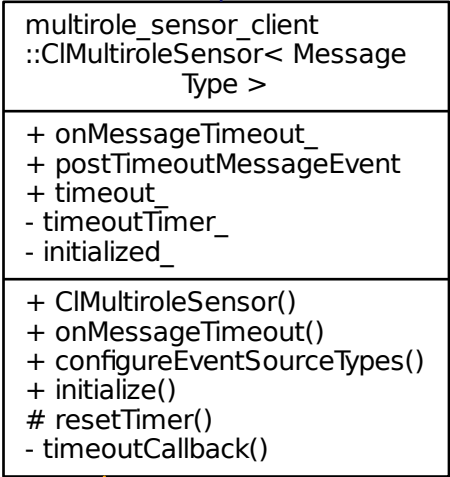 multirole_sensor_client
::ClMultiroleSensor< Message
Type >
+ onMessageTimeout_
+ postTimeoutMessageEvent
+ timeout_
- timeoutTimer_
- initialized_
+ ClMultiroleSensor()
+ onMessageTimeout()
+ configureEventSourceTypes()
+ initialize()
# resetTimer()
- timeoutCallback()